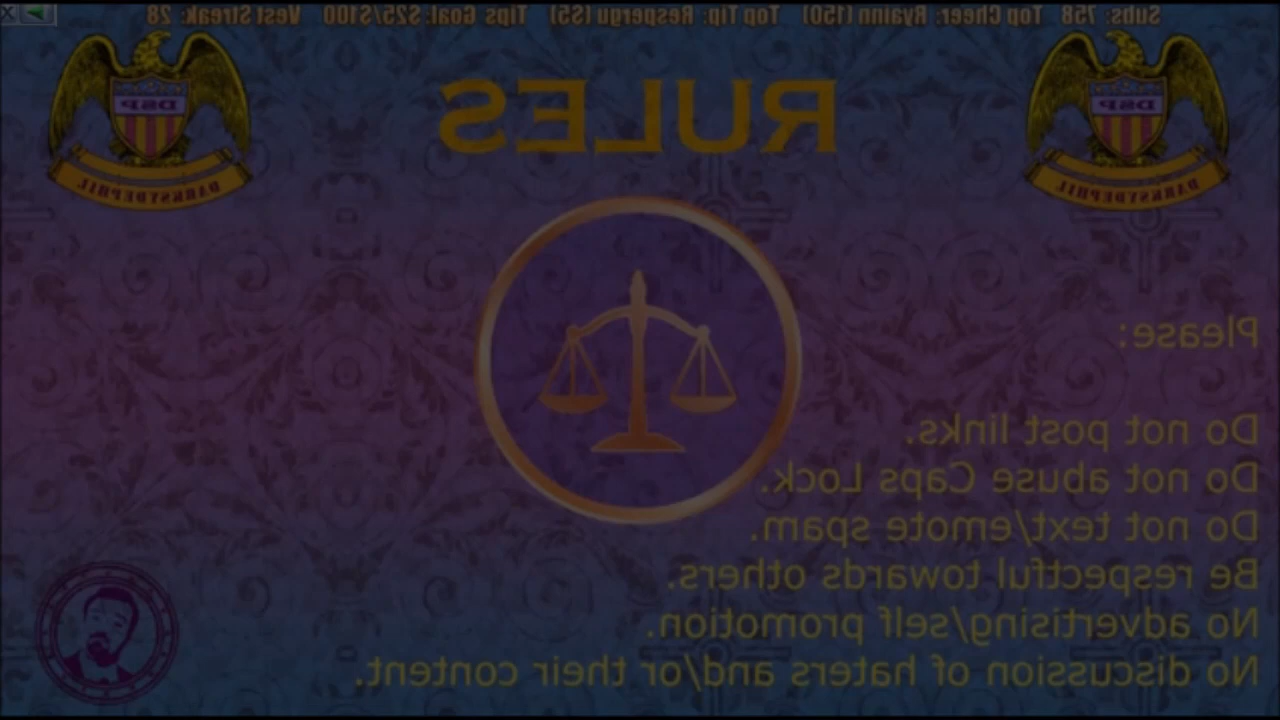 Subs: 758 Top Cheer: Ryainn (150) Top Tip: Respergu ($5) Tips Goal: $25/$100 Vest Streak: 28
RULES
DSP
DARKSYDEPHIL
DSP
DARKSYDEPHIL
Please:
Do not post links.
Do not abuse Caps Lock.
Do not text/emote spam.
Be respectful towards others.
No advertising/self promotion.
No discussion of haters and/or their content.